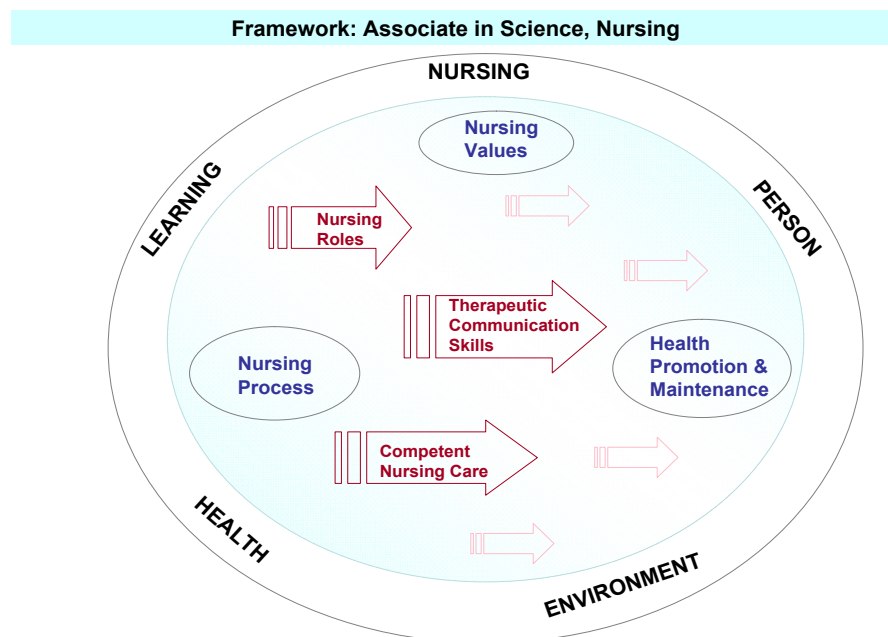 Framework: Associate in Science, Nursing
NURSING
Nursing
Values
LEARNING
PERSON
Nursing
Roles
Therapeutic
Communication
Skills
Health
Promotion &
Maintenance
Nursing
Process
Competent
Nursing Care
HEALTH
ENVIRONMENT